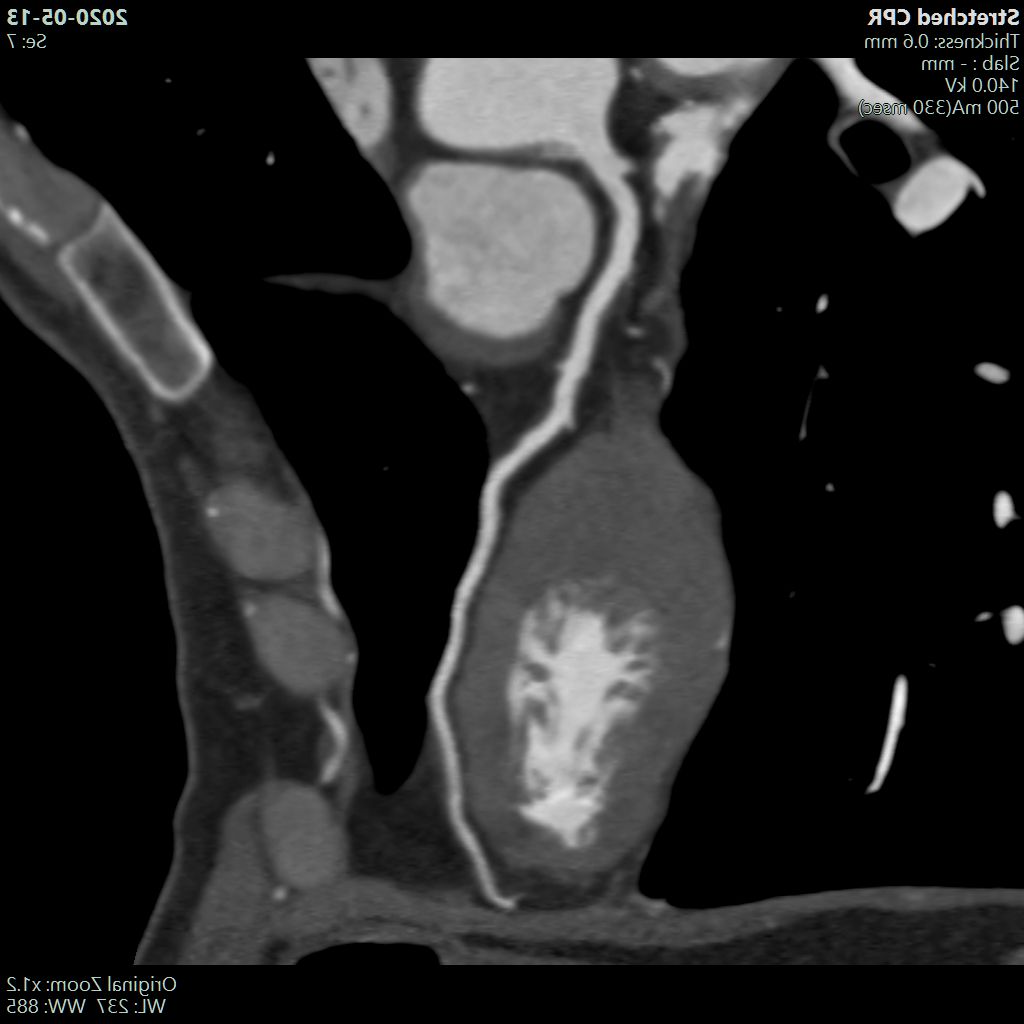 Stretched CPR
Thickness: 0.6 mm
Slab : - mm
140.0 kV
500 mA(330 msec)
2020-05-13
Se: 7
Original Zoom: x1.2
WL: 237 WW: 885